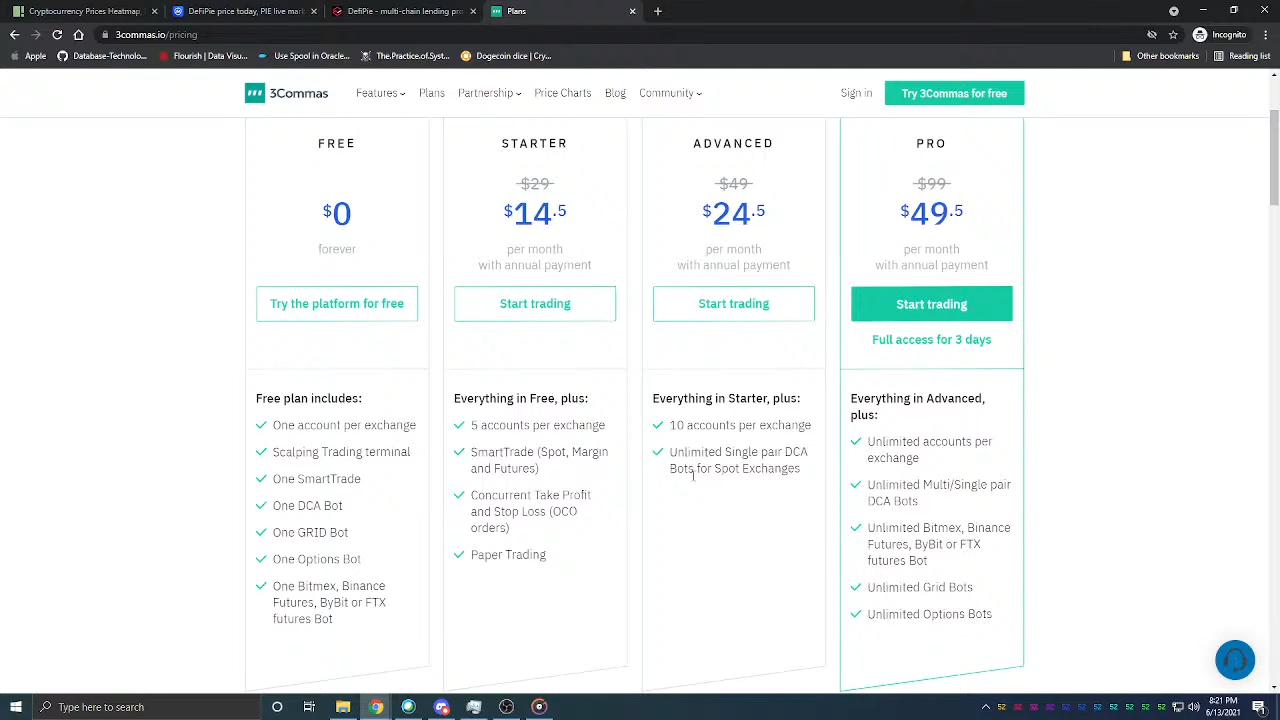 Cytocurrency Prices Heatmap,
DefiPie price today, PIE live mark
DefiPie - multi-chain lending pro
Plans
3commas.io/pricing
Incognito
Apple
Database-Technolo...
Flourish | Data Visu...
Use Spool in Oracle...
The.Practice.of.Syst...
Dogecoin dice | Cry...
Other bookmarks
Reading list
3Commas
Features
Plans
Partnership
Price Charts
Blog
Community
Sign in
Try 3Commas for free
FREE
$0
forever
Try the platform for free
Free plan includes:
One account per exchange
Scalping Trading terminal
One SmartTrade
One DCA Bot
One GRID Bot
One Options Bot
One Bitmex, Binance
Futures, ByBit or FTX
futures Bot
STARTER
$29
$14.5
per month
with annual payment
Start trading
Everything in Free, plus:
5 accounts per exchange
SmartTrade (Spot, Margin
and Futures)
Concurrent Take Profit
and Stop Loss (OCO
orders)
Paper Trading
ADVANCED
$49
$24.5
per month
with annual payment
Start trading
Everything in Starter, plus:
10 accounts per exchange
Unlimited Single pair DCA
Bots for Spot Exchanges
PRO
$99
$49.5
per month
with annual payment
Start trading
Full access for 3 days
Everything in Advanced,
plus:
Unlimited accounts per
exchange
Unlimited Multi/Single pair
DCA Bots
Unlimited Bitmex, Binance
Futures, ByBit or FTX
futures Bot
Unlimited Grid Bots
Unlimited Options Bots
Type here to search
8:21 PM
6/13/2021